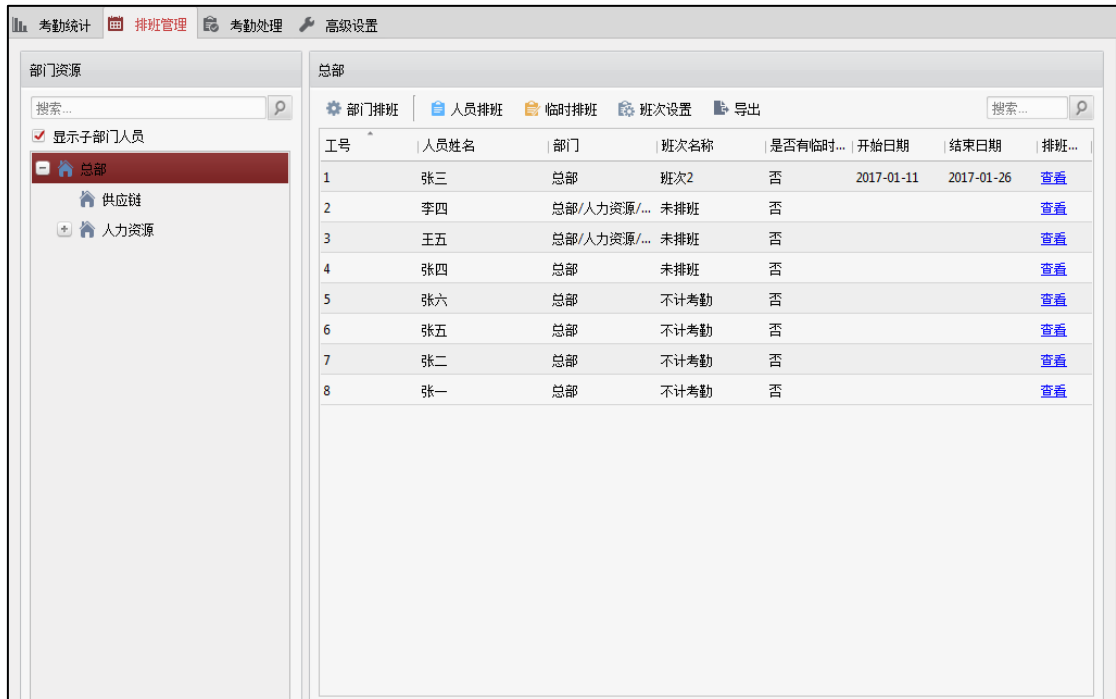 考勤统计 排班管理 考勤处理 高级设置
部门资源
搜索...
显示子部门人员
总部
供应链
人力资源
总部
部门排班 人员排班 临时排班 班次设置 导出 搜索...
工号 人员姓名 部门 班次名称 是否有临时... 开始日期 结束日期 排班...
1 张三 总部 班次2 否 2017-01-11 2017-01-26 查看
2 李四 总部/人力资源/... 未排班 否 查看
3 王五 总部/人力资源/... 未排班 否 查看
4 张四 总部 未排班 否 查看
5 张六 总部 不计考勤 否 查看
6 张五 总部 不计考勤 否 查看
7 张二 总部 不计考勤 否 查看
8 张一 总部 不计考勤 否 查看